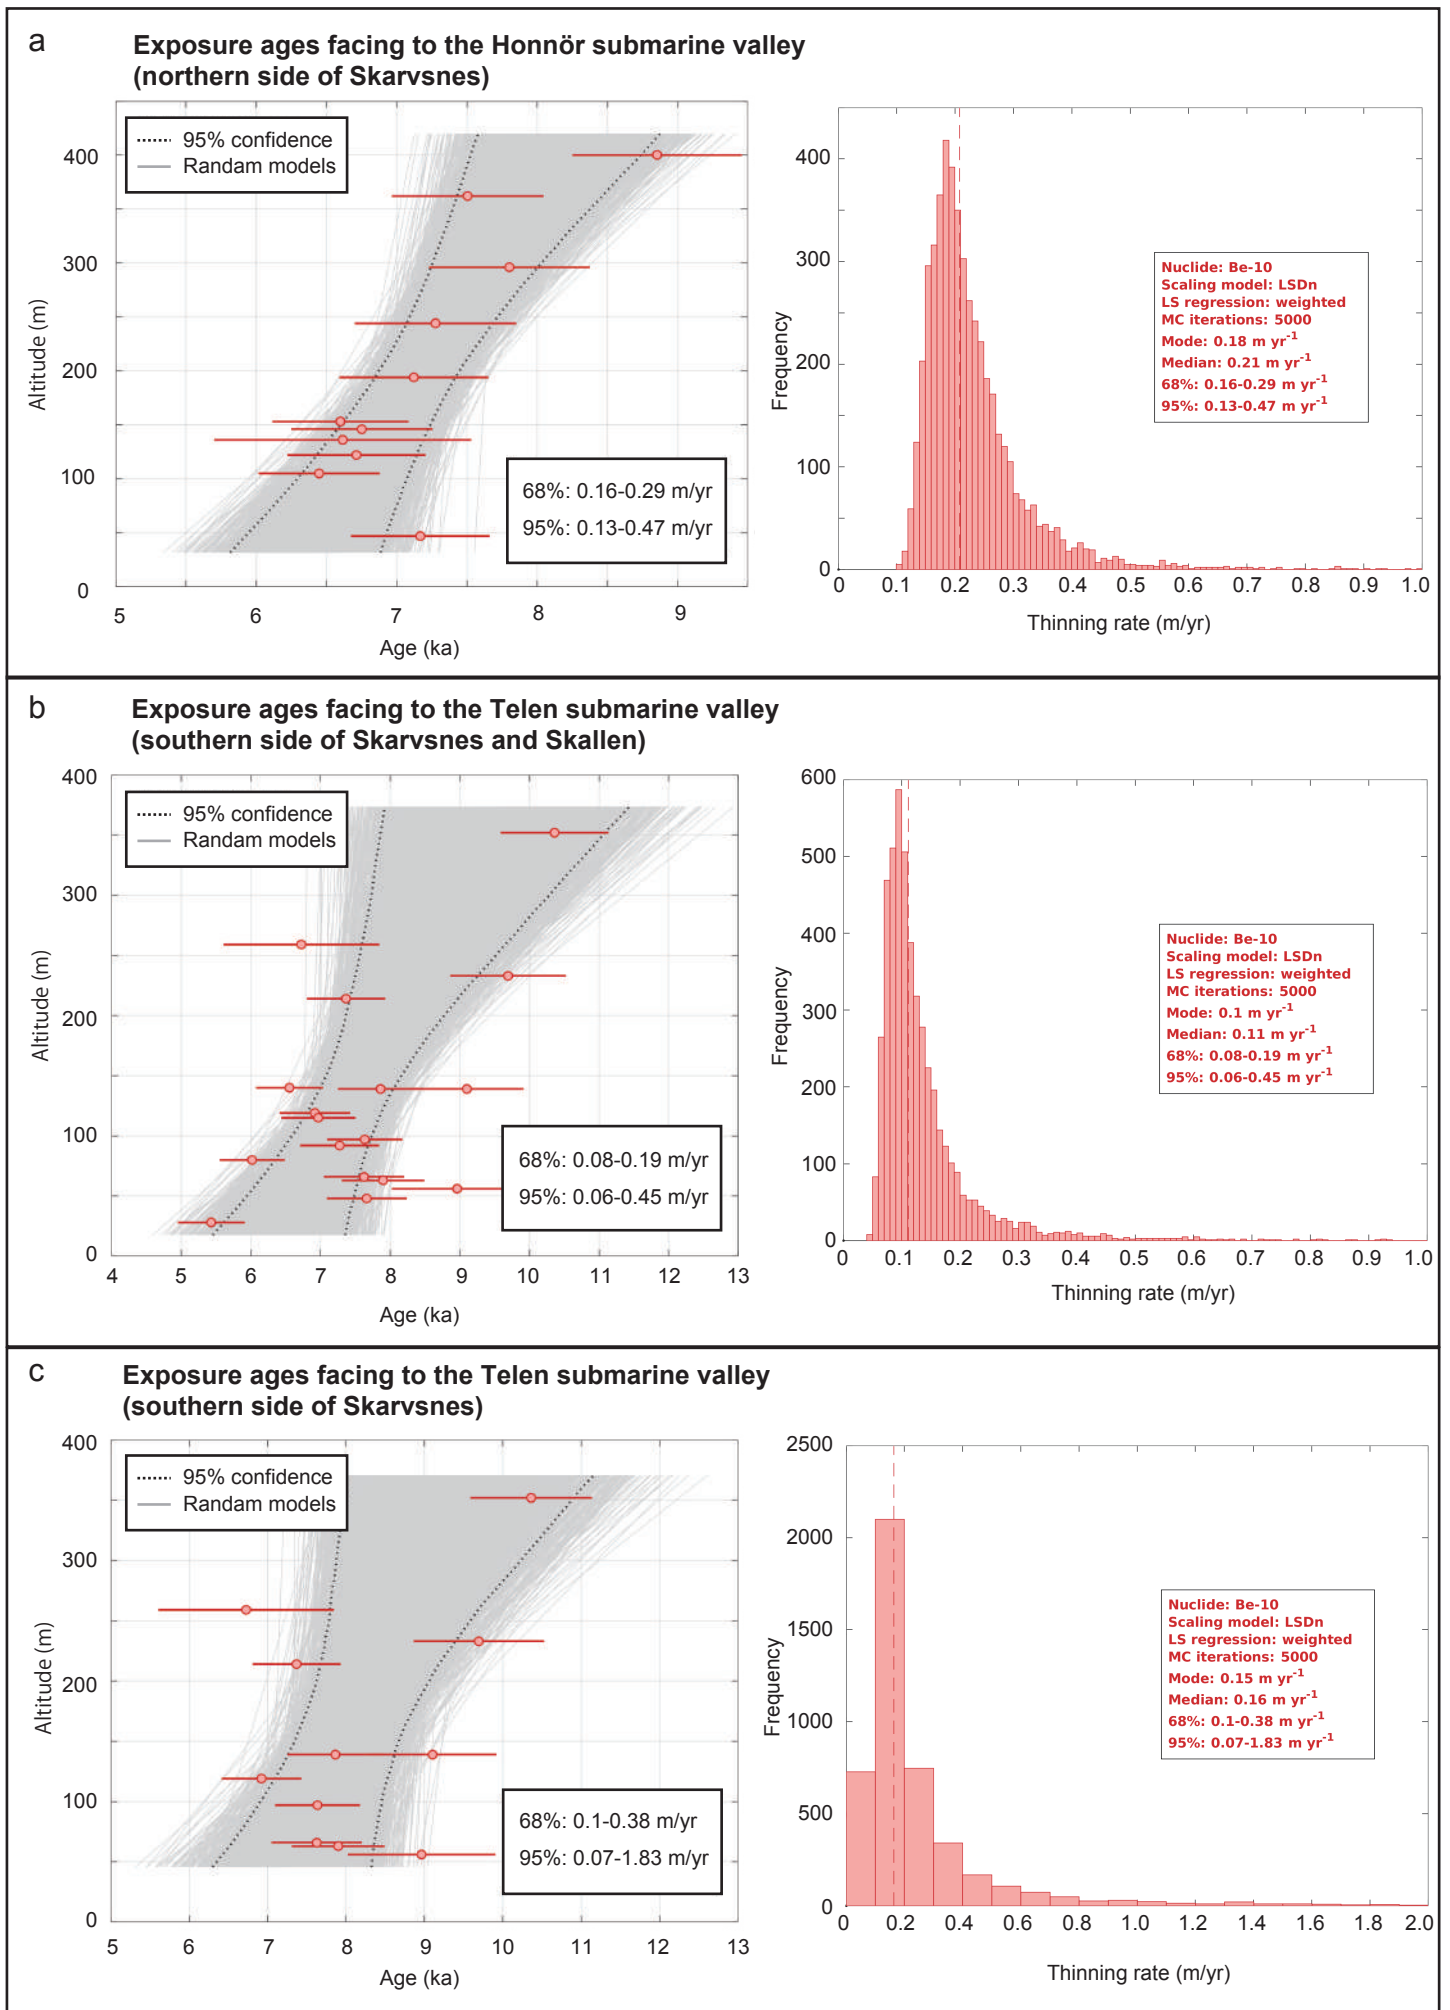 a
Exposure ages facing to the Honnör submarine valley
(northern side of Skarvsnes)
95% confidence
Randam models
400
300
200
100
0
Altitude (m)
68%: 0.16-0.29 m/yr
95%: 0.13-0.47 m/yr
5 6 7 8 9
Age (ka)
400
300
200
100
0
Frequency
Nuclide: Be-10
Scaling model: LSDn
LS regression: weighted
MC iterations: 5000
Mode: 0.18 m yr-1
Median: 0.21 m yr-1
68%: 0.16-0.29 m yr-1
95%: 0.13-0.47 m yr-1
0 0.1 0.2 0.3 0.4 0.5 0.6 0.7 0.8 0.9 1.0
Thinning rate (m/yr)
b
Exposure ages facing to the Telen submarine valley
(southern side of Skarvsnes and Skallen)
95% confidence
Randam models
400
300
200
100
0
Altitude (m)
68%: 0.08-0.19 m/yr
95%: 0.06-0.45 m/yr
4 5 6 7 8 9 10 11 12 13
Age (ka)
600
500
400
300
200
100
0
Frequency
Nuclide: Be-10
Scaling model: LSDn
LS regression: weighted
MC iterations: 5000
Mode: 0.1 m yr-1
Median: 0.11 m yr-1
68%: 0.08-0.19 m yr-1
95%: 0.06-0.45 m yr-1
0 0.1 0.2 0.3 0.4 0.5 0.6 0.7 0.8 0.9 1.0
Thinning rate (m/yr)
c
Exposure ages facing to the Telen submarine valley
(southern side of Skarvsnes)
95% confidence
Randam models
400
300
200
100
0
Altitude (m)
68%: 0.1-0.38 m/yr
95%: 0.07-1.83 m/yr
5 6 7 8 9 10 11 12 13
Age (ka)
2500
2000
1500
1000
500
0
Frequency
Nuclide: Be-10
Scaling model: LSDn
LS regression: weighted
MC iterations: 5000
Mode: 0.15 m yr-1
Median: 0.16 m yr-1
68%: 0.1-0.38 m yr-1
95%: 0.07-1.83 m yr-1
0 0.2 0.4 0.6 0.8 1.0 1.2 1.4 1.6 1.8 2.0
Thinning rate (m/yr)